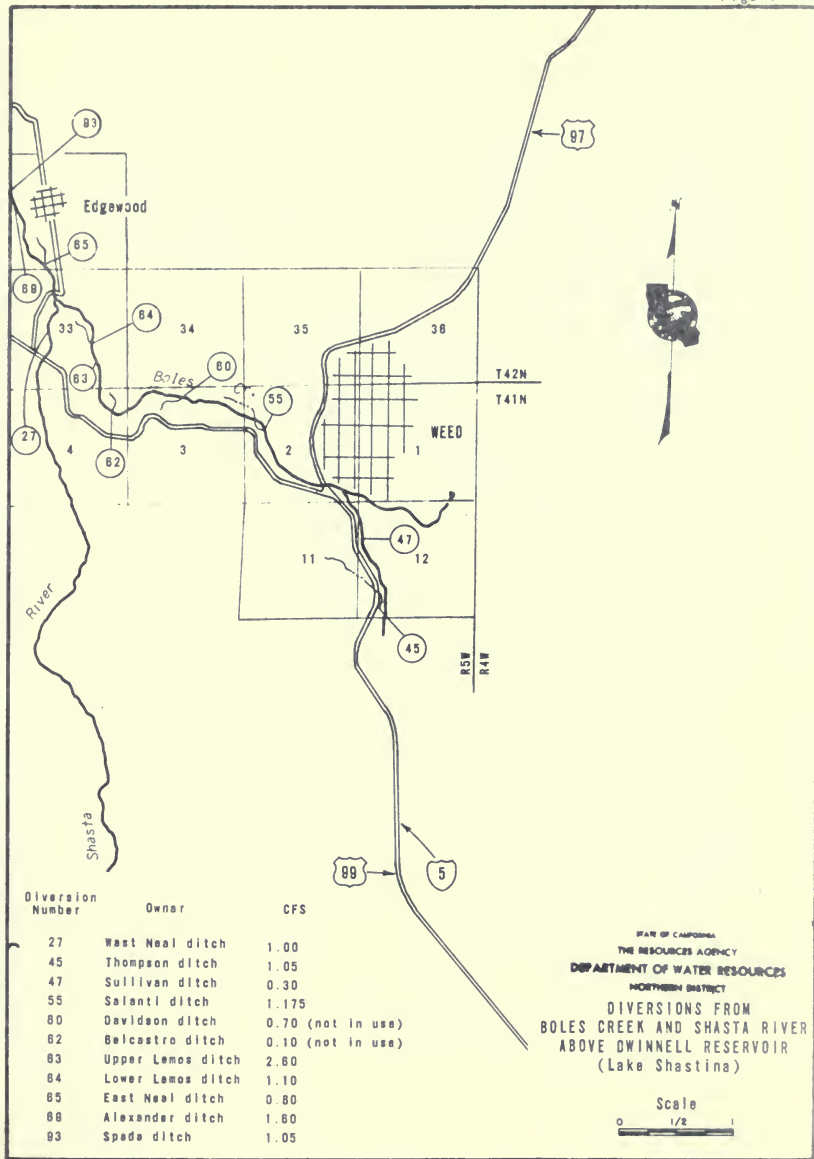 93
97
Edgewood
65
69
33
64
34
35
36
63
Boles
60
Cr.
T42N
T41N
55
WEED
27
4
62
3
2
1
47
11
12
45
River
R5W
R4W
Shasta
99
5
Diversion Number Owner CFS
27 West Neal ditch 1.00
45 Thompson ditch 1.05
47 Sullivan ditch 0.30
55 Salanti ditch 1.175
60 Davidson ditch 0.70 (not in use)
62 Belcastro ditch 0.10 (not in use)
63 Upper Lemos ditch 2.60
64 Lower Lemos ditch 1.10
65 East Neal ditch 0.80
69 Alexander ditch 1.60
93 Spada ditch 1.05
STATE OF CALIFORNIA
THE RESOURCES AGENCY
DEPARTMENT OF WATER RESOURCES
NORTHERN DISTRICT
DIVERSIONS FROM
BOLES CREEK AND SHASTA RIVER
ABOVE DWINNELL RESERVOIR
(Lake Shastina)
Scale
0 1/2 1